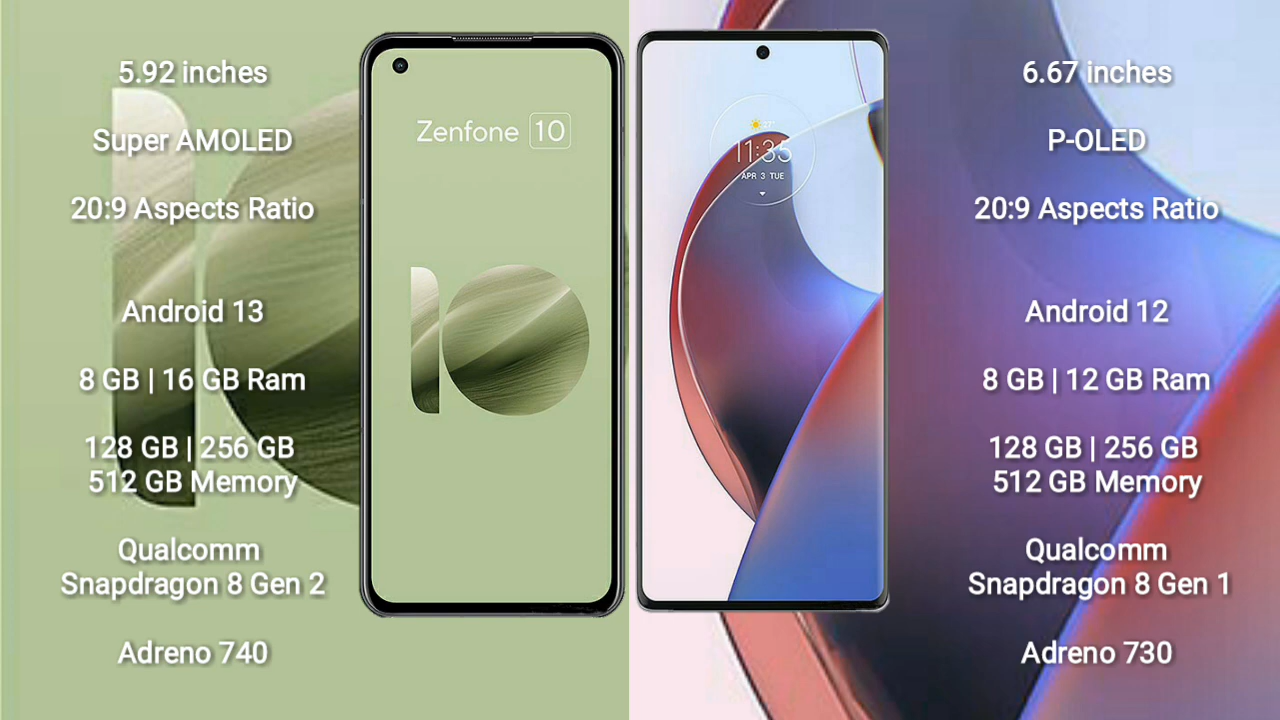 5.92 inches
Super AMOLED
20:9 Aspects Ratio
Android 13
8 GB | 16 GB Ram
128 GB | 256 GB
512 GB Memory
Qualcomm
Snapdragon 8 Gen 2
Adreno 740
Zenfone 10
10
11:35
APR 3 TUE
6.67 inches
P-OLED
20:9 Aspects Ratio
Android 12
8 GB | 12 GB Ram
128 GB | 256 GB
512 GB Memory
Qualcomm
Snapdragon 8 Gen 1
Adreno 730